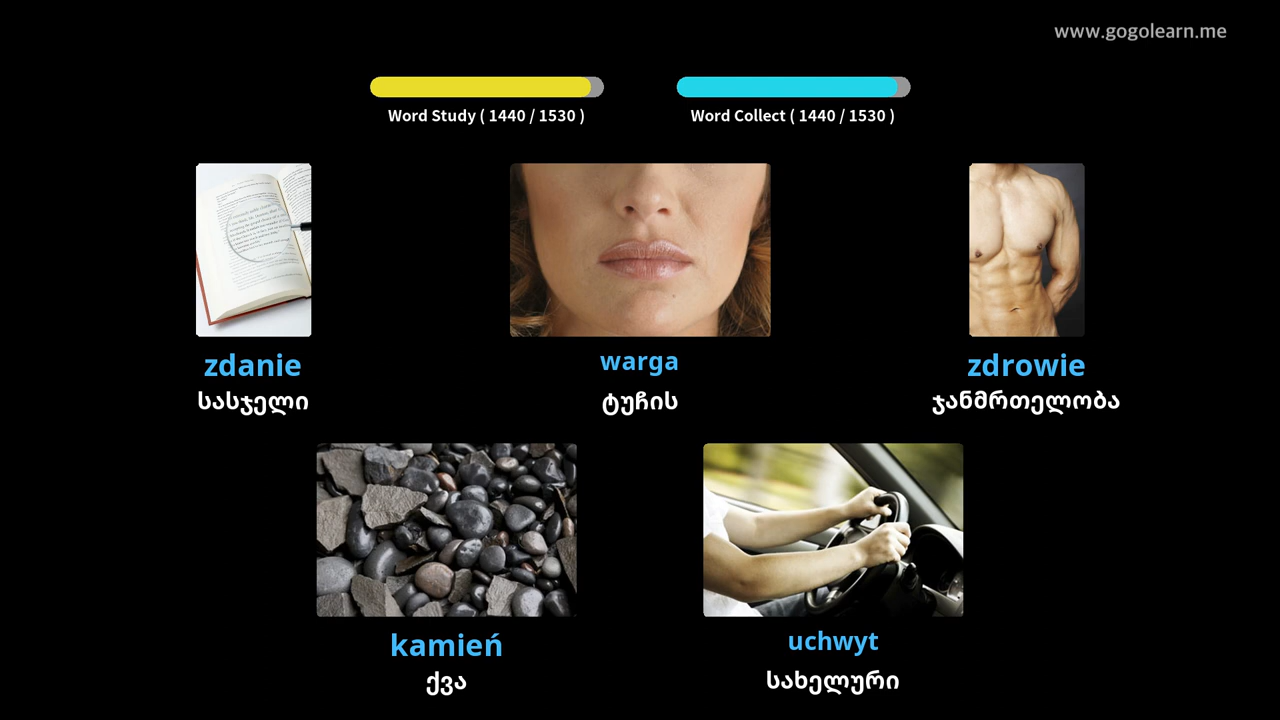 www.gogolearn.me
Word Study ( 1440 / 1530 )
Word Collect ( 1440 / 1530 )
zdanie
სასჯელი
warga
ტუჩის
zdrowie
ჯანმრთელობა
kamień
ქვა
uchwyt
სახელური